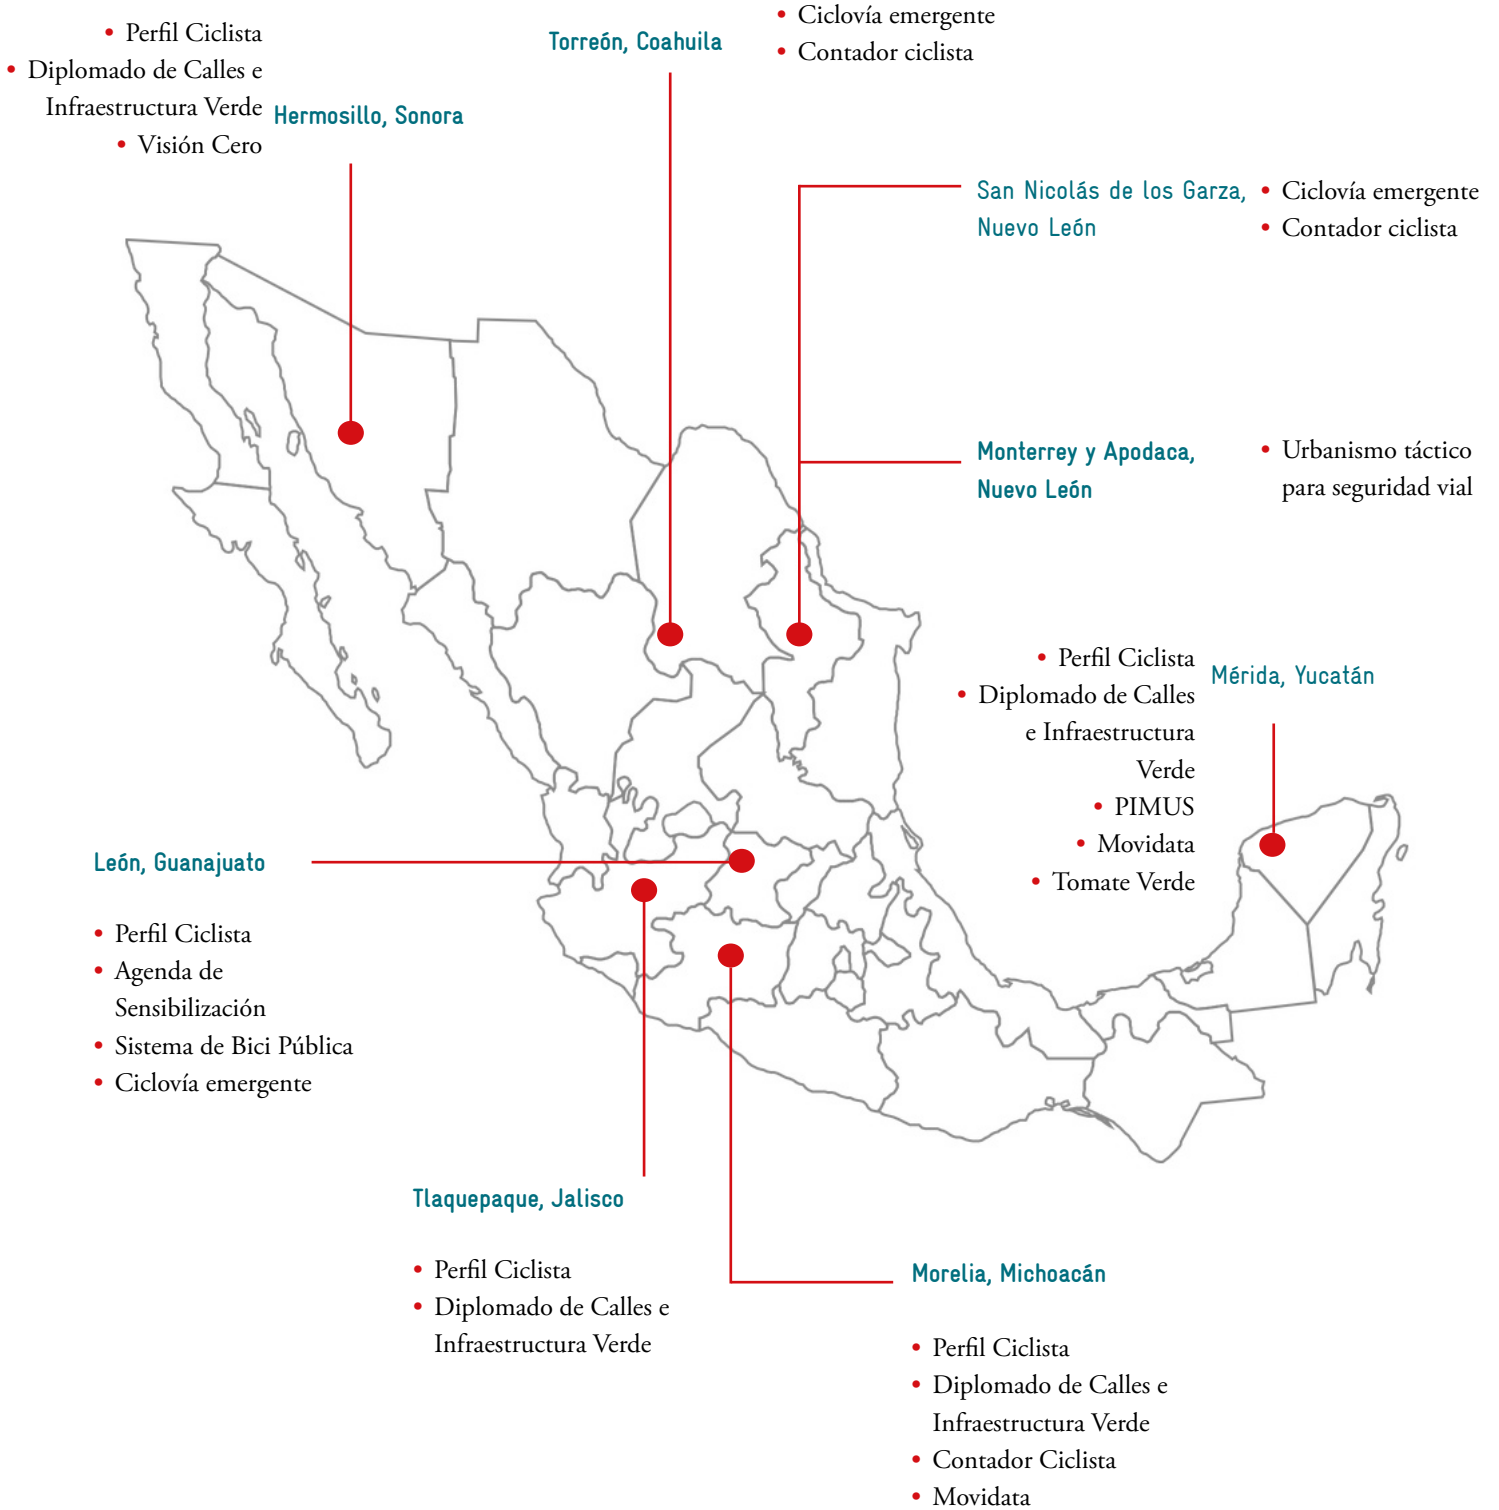 • Perfil Ciclista
• Diplomado de Calles e
Infraestructura Verde
• Visión Cero
Hermosillo, Sonora
Torreón, Coahuila
• Ciclovía emergente
• Contador ciclista
San Nicolás de los Garza,
Nuevo León
• Ciclovía emergente
• Contador ciclista
Monterrey y Apodaca,
Nuevo León
• Urbanismo táctico
para seguridad vial
• Perfil Ciclista
• Diplomado de Calles
e Infraestructura
Verde
• PIMUS
• Movidata
• Tomate Verde
Mérida, Yucatán
León, Guanajuato
• Perfil Ciclista
• Agenda de
Sensibilización
• Sistema de Bici Pública
• Ciclovía emergente
Tlaquepaque, Jalisco
• Perfil Ciclista
• Diplomado de Calles e
Infraestructura Verde
Morelia, Michoacán
• Perfil Ciclista
• Diplomado de Calles e
Infraestructura Verde
• Contador Ciclista
• Movidata